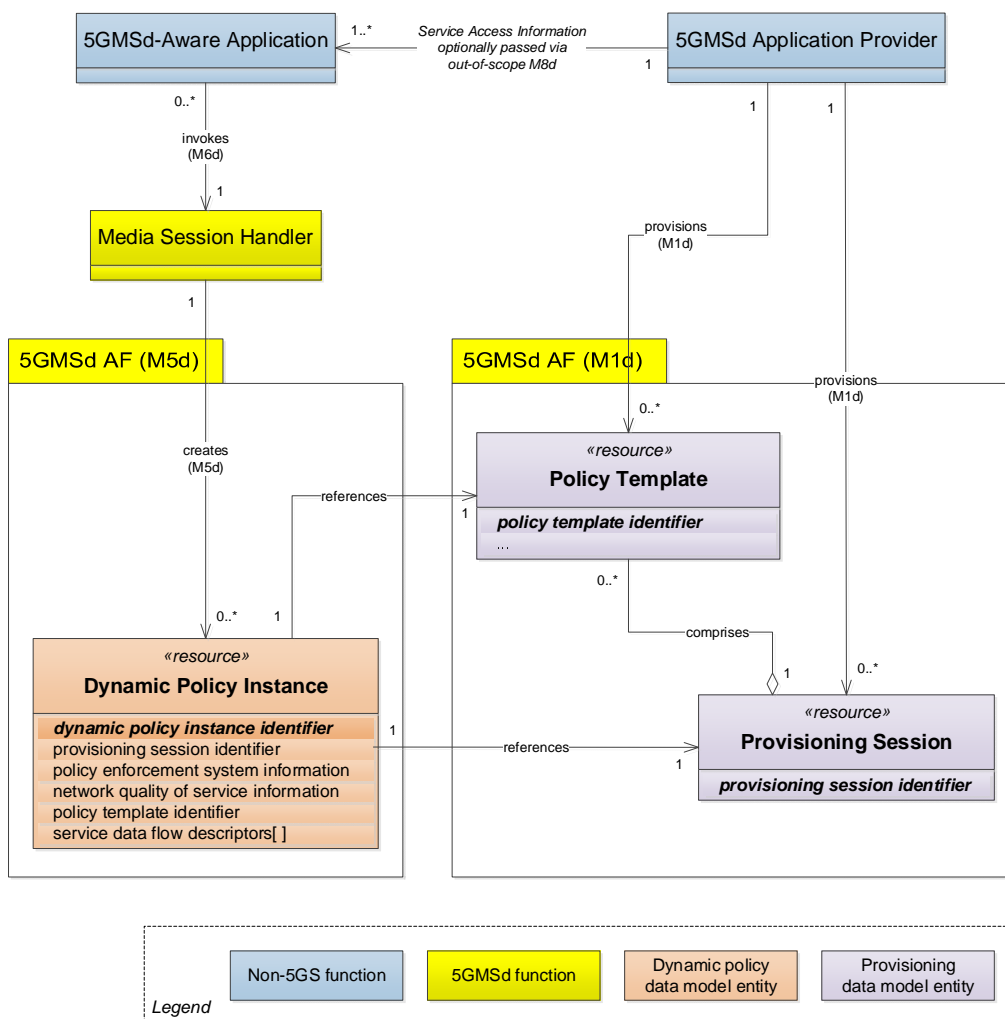 5GMSd-Aware Application
1..*
Service Access Information
optionally passed via
out-of-scope M8d
1
5GMSd Application Provider
0..*
invokes
(M6d)
1
Media Session Handler
1
1
1
provisions
(M1d)
5GMSd AF (M5d)
5GMSd AF (M1d)
provisions
(M1d)
0..*
creates
(M5d)
«resource»
Policy Template
policy template identifier
...
references
1
0..*
1
0..*
comprises
1
0..*
«resource»
Dynamic Policy Instance
dynamic policy instance identifier
provisioning session identifier
policy enforcement system information
network quality of service information
policy template identifier
service data flow descriptors[ ]
1
references
1
«resource»
Provisioning Session
provisioning session identifier
Legend
Non-5GS function
5GMSd function
Dynamic policy
data model entity
Provisioning
data model entity